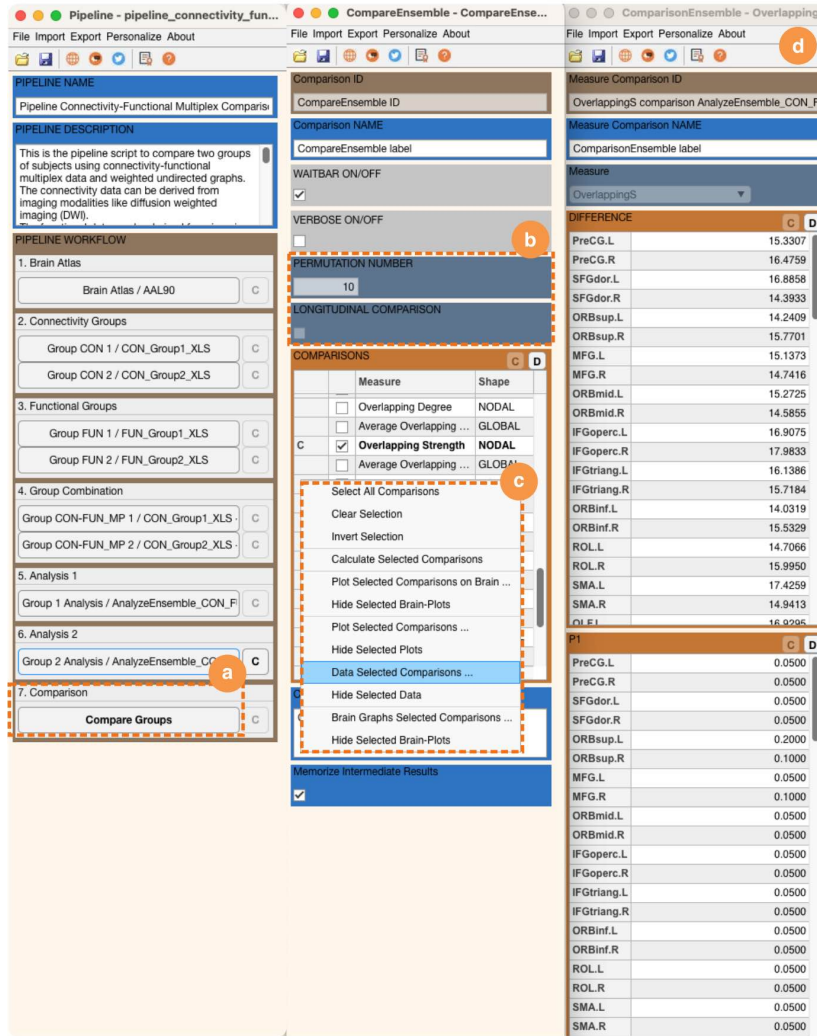 Pipeline - pipeline_connectivity_fun...
File Import Export Personalize About
PIPELINE NAME
Pipeline Connectivity-Functional Multiplex Comparis
PIPELINE DESCRIPTION
This is the pipeline script to compare two groups
of subjects using connectivity-functional
multiplex data and weighted undirected graphs.
The connectivity data can be derived from
imaging modalities like diffusion weighted
imaging (DWI).
PIPELINE WORKFLOW
1. Brain Atlas
Brain Atlas / AAL90 C
2. Connectivity Groups
Group CON 1 / CON_Group1_XLS C
Group CON 2 / CON_Group2_XLS C
3. Functional Groups
Group FUN 1 / FUN_Group1_XLS C
Group FUN 2 / FUN_Group2_XLS C
4. Group Combination
Group CON-FUN_MP 1 / CON_Group1_XLS - C
Group CON-FUN_MP 2 / CON_Group2_XLS - C
5. Analysis 1
Group 1 Analysis / AnalyzeEnsemble_CON_F C
6. Analysis 2
Group 2 Analysis / AnalyzeEnsemble_CO C
a
7. Comparison
Compare Groups C
CompareEnsemble - CompareEnse...
File Import Export Personalize About
Comparison ID
CompareEnsemble ID
Comparison NAME
CompareEnsemble label
WAITBAR ON/OFF
VERBOSE ON/OFF
b
PERMUTATION NUMBER
10
LONGITUDINAL COMPARISON
COMPARISONS C D
Measure Shape
Overlapping Degree NODAL
Average Overlapping ... GLOBAL
C Overlapping Strength NODAL
Average Overlapping ... GLOBAL
c
Select All Comparisons
Clear Selection
Invert Selection
Calculate Selected Comparisons
Plot Selected Comparisons on Brain ...
Hide Selected Brain-Plots
Plot Selected Comparisons ...
Hide Selected Plots
Data Selected Comparisons ...
Hide Selected Data
Brain Graphs Selected Comparisons ...
Hide Selected Brain-Plots
Memorize Intermediate Results
ComparisonEnsemble - Overlapping
File Import Export Personalize About
d
Measure Comparison ID
OverlappingS comparison AnalyzeEnsemble_CON_F
Measure Comparison NAME
ComparisonEnsemble label
Measure
OverlappingS
DIFFERENCE C D
PreCG.L 15.3307
PreCG.R 16.4759
SFGdor.L 16.8858
SFGdor.R 14.3933
ORBsup.L 14.2409
ORBsup.R 15.7701
MFG.L 15.1373
MFG.R 14.7416
ORBmid.L 15.2725
ORBmid.R 14.5855
IFGoperc.L 16.9075
IFGoperc.R 17.9833
IFGtriang.L 16.1386
IFGtriang.R 15.7184
ORBinf.L 14.0319
ORBinf.R 15.5329
ROL.L 14.7066
ROL.R 15.9950
SMA.L 17.4259
SMA.R 14.9413
OLF.L 16.9295
P1 C D
PreCG.L 0.0500
PreCG.R 0.0500
SFGdor.L 0.0500
SFGdor.R 0.0500
ORBsup.L 0.2000
ORBsup.R 0.1000
MFG.L 0.0500
MFG.R 0.1000
ORBmid.L 0.0500
ORBmid.R 0.0500
IFGoperc.L 0.0500
IFGoperc.R 0.0500
IFGtriang.L 0.0500
IFGtriang.R 0.0500
ORBinf.L 0.0500
ORBinf.R 0.0500
ROL.L 0.0500
ROL.R 0.0500
SMA.L 0.0500
SMA.R 0.0500